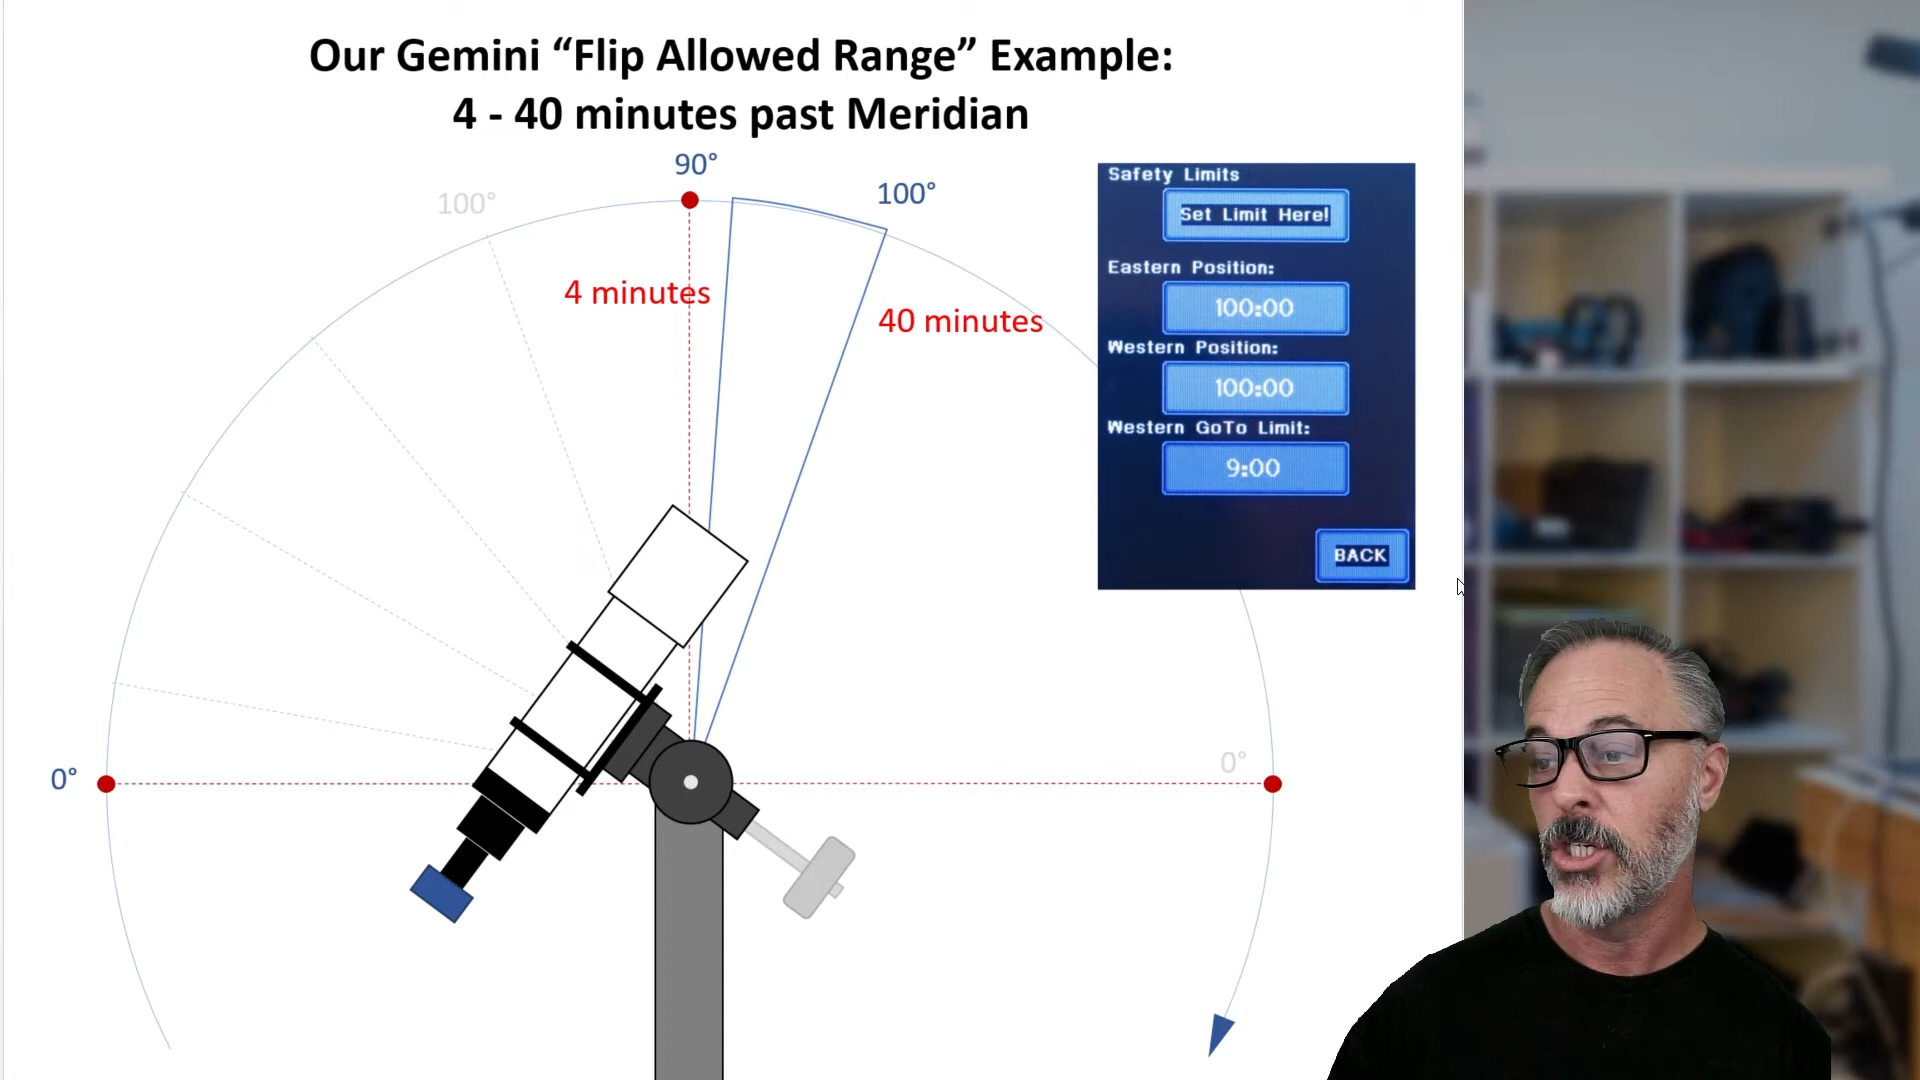 Our Gemini “Flip Allowed Range” Example:
4 - 40 minutes past Meridian
90°
100°
100°
4 minutes
40 minutes
0°
0°
Safety Limits
Set Limit Here!
Eastern Position:
100:00
Western Position:
100:00
Western GoTo Limit:
9:00
BACK